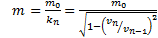 m = m₀/kₙ = m₀/√(1−(vₙ/vₙ₋₁)²)